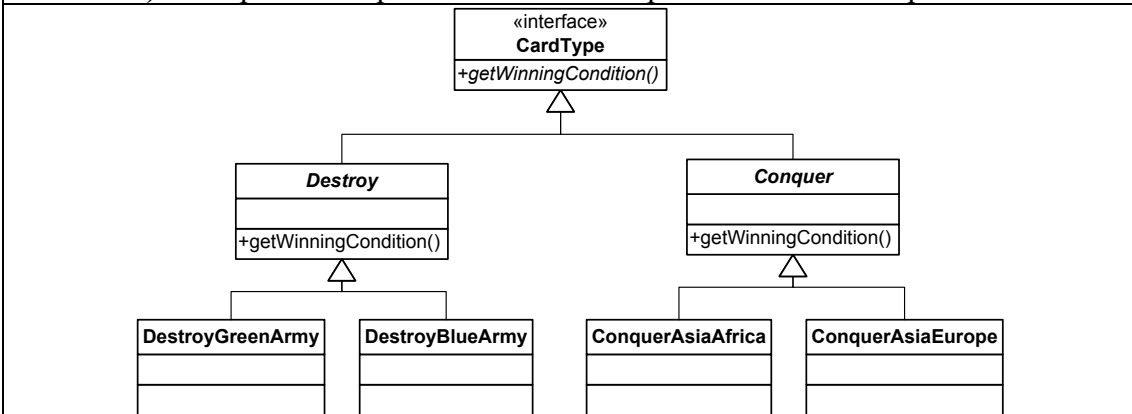 «interface»
CardType
+getWinningCondition()
Destroy
Conquer
+getWinningCondition()
+getWinningCondition()
DestroyGreenArmy
DestroyBlueArmy
ConquerAsiaAfrica
ConquerAsiaEurope